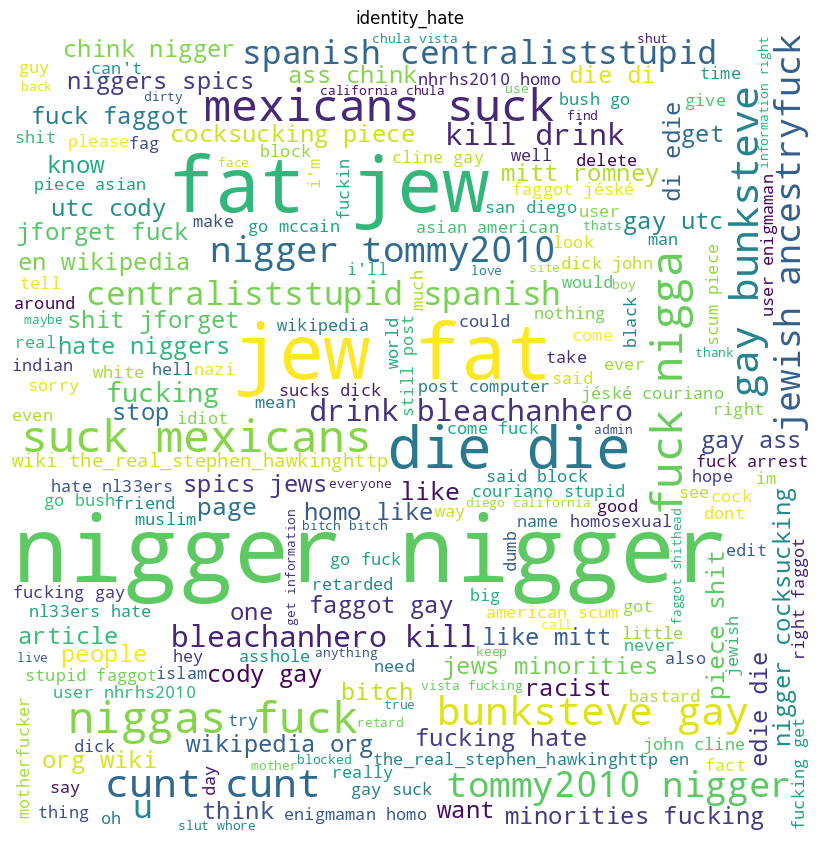 identity_hate
chula vista
shut
chink nigger
spanish centraliststupid
guy
can't
ass chink
nhrhs2010 homo
die di
time
information right
back
niggers spics
california chula
use
dirty
mexicans suck
bush go
find
give
jewish ancestryfuck
fuck faggot
shit
please
fag
cocksucking piece
kill drink
di edie
get
gay bunksteve
know
block
i'm
cline gay
well
delete
face
fuckin
mitt romney
piece asian
fat jew
faggot jéské
utc cody
san diego
user
gay utc
make
go mccain
asian american
thats
man
jforget fuck
nigger tommy2010
look
user enigmaman
en wikipedia
i'll
love
site
dick john
tell
much
would
boy
scum piece
centraliststupid spanish
around
nothing
black
shit jforget
maybe
wikipedia
world
could
come
fuck nigga
real
hate niggers
jew fat
still post
take
thank
indian
white
hell
nazi
said
ever
sorry
fucking
sucks dick
post computer
jéské couriano
stop
mean
drink bleachanhero
right
even
idiot
suck mexicans
come fuck
admin
die die
gay ass
wiki the_real_stephen_hawkinghttp
fuck arrest
said block
hate nl33ers
spics jews
everyone
like
couriano stupid
hope
im
go bush
friend
page
see
cock
muslim
homo like
way
diego california
good
dont
bitch bitch
name homosexual
get information
nigger nigger
dumb
edit
go fuck
faggot shithead
fucking gay
retarded
big
right faggot
nl33ers hate
one
faggot gay
american scum
got
call
article
bleachanhero kill
like mitt
little
never
jewish
nigger cocksucking
people
hey
anything
keep
live
asshole
also
piece shit
stupid faggot
islam
cody gay
need
jews minorities
user nhrhs2010
bitch
vista fucking
racist
bastard
true
niggas fuck
retard
bunksteve gay
try
motherfucker
dick
wikipedia org
fucking hate
john cline
edie die
org wiki
mother
blocked
the_real_stephen_hawkinghttp en
fact
fucking get
really
say
cunt cunt
day
gay suck
tommy2010 nigger
thing
oh
u
think
enigmaman homo
want
minorities fucking
slut whore